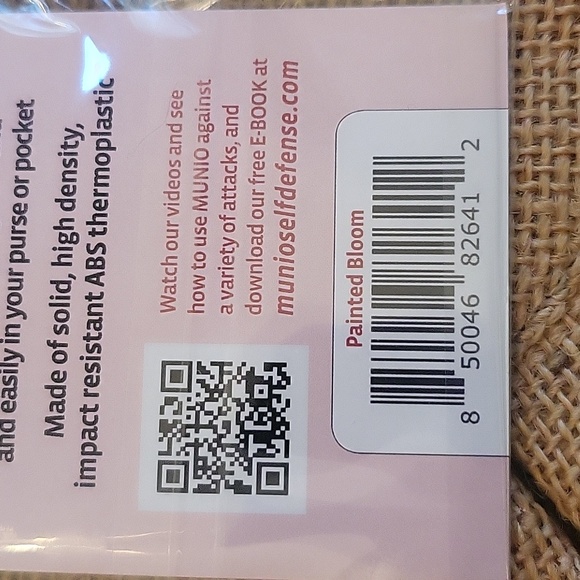 and easily in your purse or pocket
Made of solid, high density,
impact resistant ABS thermoplastic
Watch our videos and see
how to use MUNIO against
a variety of attacks, and
download our free E-BOOK at
munioselfdefense.com
Painted Bloom
8 50046 82641 2